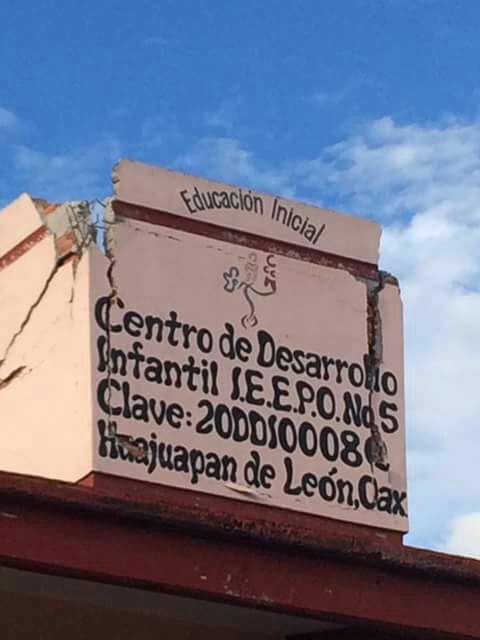 Educación Inicial
Centro de Desarrollo
Infantil I.E.E.P.O. No.5
Clave: 20DDI0008
Huajuapan de León, Oax